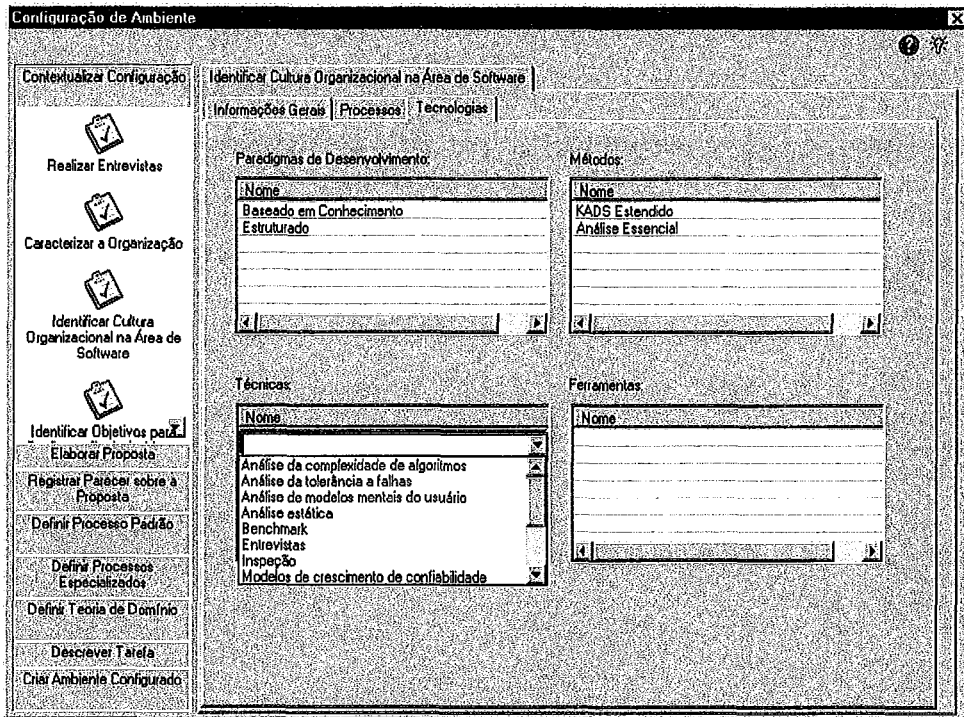 Configuração de Ambiente
Contextualizar Configuração
Realizar Entrevistas
Caracterizar a Organização
Identificar Cultura
Organizacional na Área de
Software
Identificar Objetivos para
Elaborar Proposta
Registrar Parecer sobre a
Proposta
Definir Processo Padrão
Definir Processos
Especializados
Definir Teoria de Domínio
Descrever Tarefa
Criar Ambiente Configurado
Identificar Cultura Organizacional na Área de Software
Informações Gerais
Processos
Tecnologias
Paradigmas de Desenvolvimento:
Nome
Baseado em Conhecimento
Estruturado
Métodos:
Nome
KADS Estendido
Análise Essencial
Técnicas:
Nome
Análise da complexidade de algoritmos
Análise da tolerância a falhas
Análise de modelos mentais do usuário
Análise estática
Benchmark
Entrevistas
Inspeção
Modelos de crescimento de confiabilidade
Ferramentas:
Nome